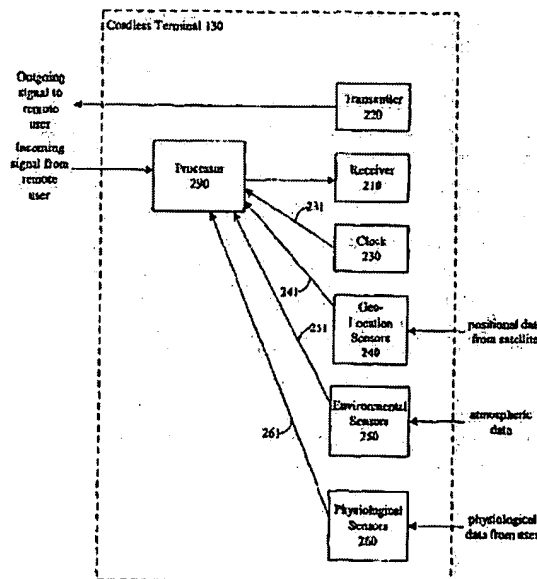 Cordless Terminal 130
Outgoing
signal to
remote
user
Transmitter
220
Incoming
signal from
remote
user
Processor
290
Receiver
210
231
Clock
230
241
Geo-
Location
Sensors
240
positional data
from satellite
251
Environmental
Sensors
250
atmospheric
data
261
Physiological
Sensors
260
physiological
data from user